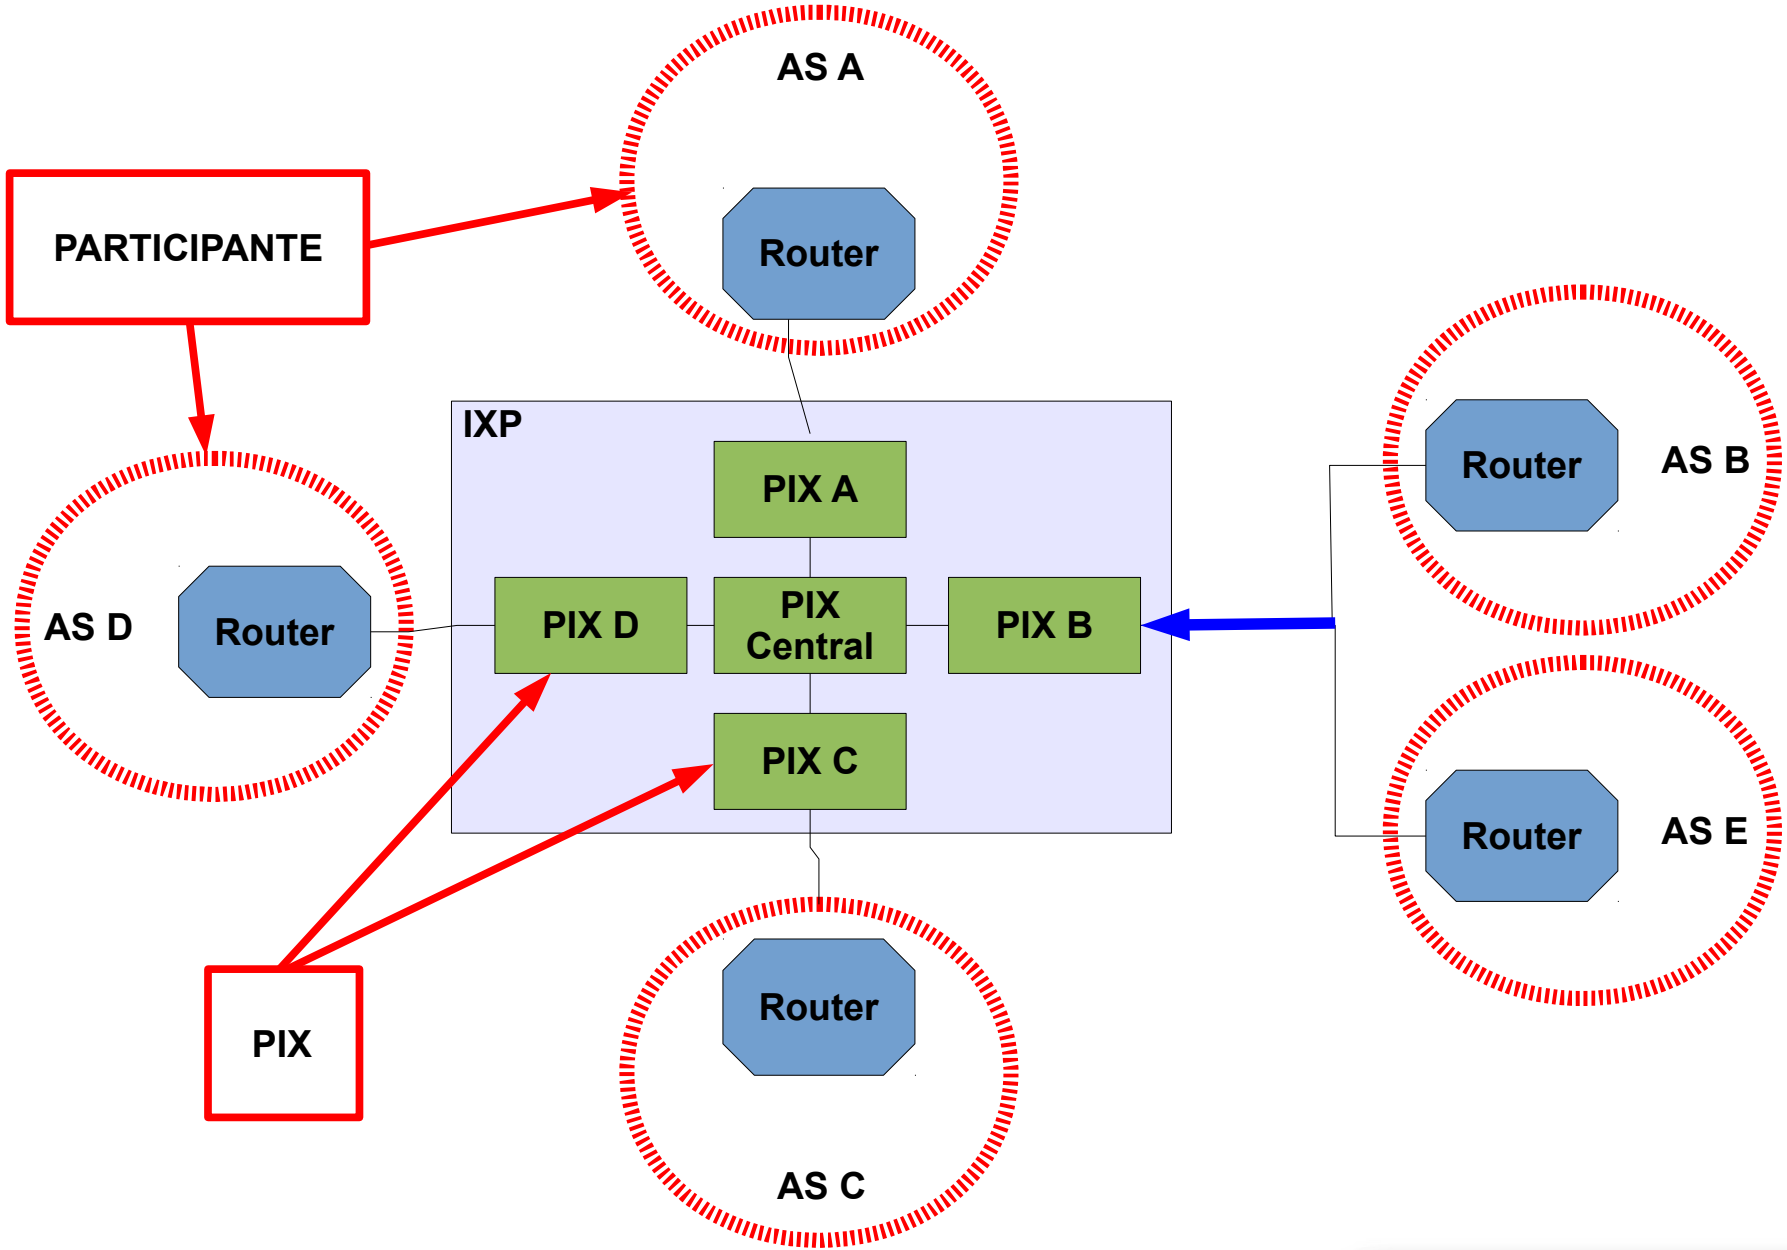 AS A
PARTICIPANTE
Router
IXP
PIX A
Router
AS B
AS D
Router
PIX D
PIX
Central
PIX B
PIX C
Router
AS E
PIX
Router
AS C